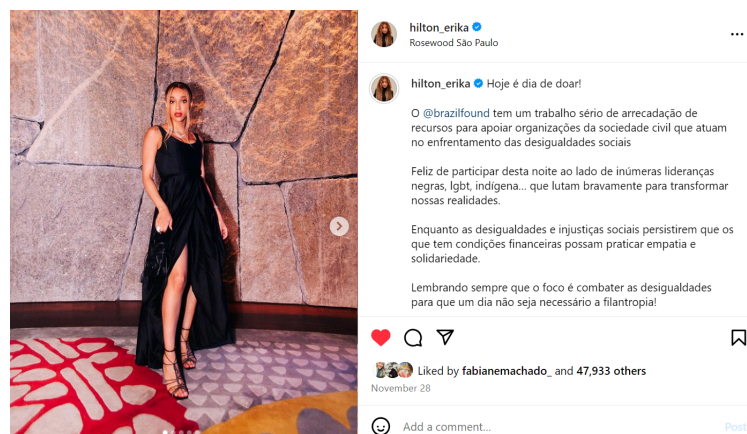 hilton_erika
Rosewood São Paulo
hilton_erika Hoje é dia de doar!
O @brazilfound tem um trabalho sério de arrecadação de
recursos para apoiar organizações da sociedade civil que atuam
no enfrentamento das desigualdades sociais
Feliz de participar desta noite ao lado de inúmeras lideranças
negras, lgbt, indígena... que lutam bravamente para transformar
nossas realidades.
Enquanto as desigualdades e injustiças sociais persistirem que os
que tem condições financeiras possam praticar empatia e
solidariedade.
Lembrando sempre que o foco é combater as desigualdades
para que um dia não seja necessário a filantropia!
Liked by fabianemachado_ and 47,933 others
November 28
Add a comment...
Post